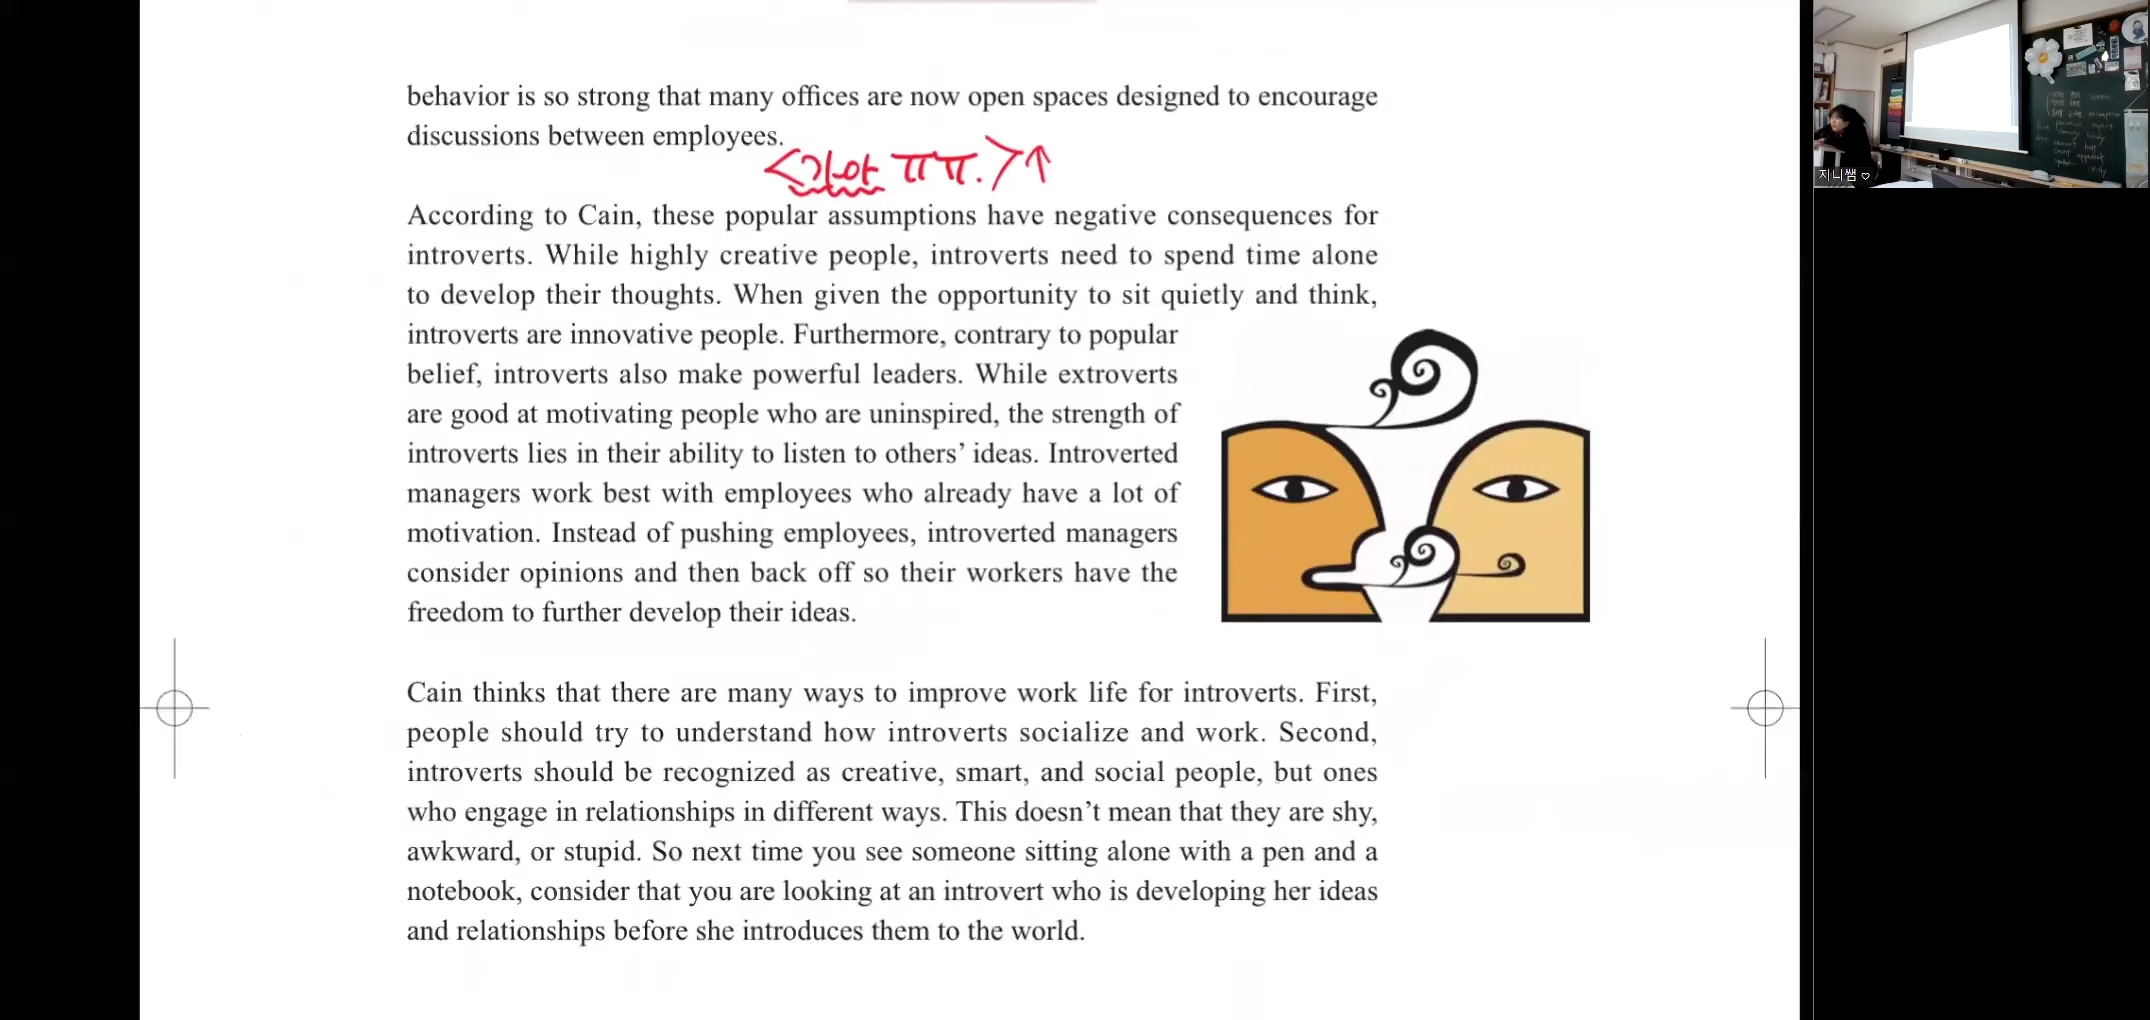 behavior is so strong that many offices are now open spaces designed to encourage
discussions between employees.
According to Cain, these popular assumptions have negative consequences for
introverts. While highly creative people, introverts need to spend time alone
to develop their thoughts. When given the opportunity to sit quietly and think,
introverts are innovative people. Furthermore, contrary to popular
belief, introverts also make powerful leaders. While extroverts
are good at motivating people who are uninspired, the strength of
introverts lies in their ability to listen to others’ ideas. Introverted
managers work best with employees who already have a lot of
motivation. Instead of pushing employees, introverted managers
consider opinions and then back off so their workers have the
freedom to further develop their ideas.
Cain thinks that there are many ways to improve work life for introverts. First,
people should try to understand how introverts socialize and work. Second,
introverts should be recognized as creative, smart, and social people, but ones
who engage in relationships in different ways. This doesn’t mean that they are shy,
awkward, or stupid. So next time you see someone sitting alone with a pen and a
notebook, consider that you are looking at an introvert who is developing her ideas
and relationships before she introduces them to the world.
지니쌤 ♡